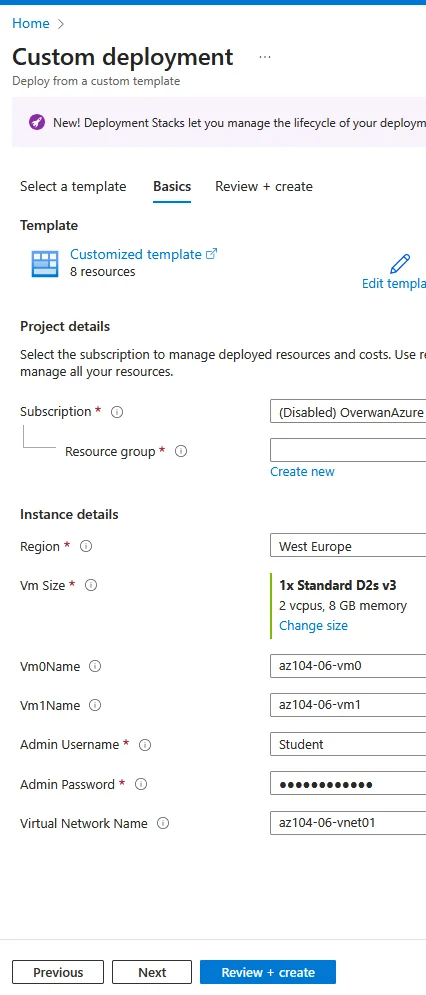 Home
Custom deployment ...
Deploy from a custom template
New! Deployment Stacks let you manage the lifecycle of your deploym
Select a template Basics Review + create
Template
Customized template
8 resources
Edit templa
Project details
Select the subscription to manage deployed resources and costs. Use re
manage all your resources.
Subscription *
(Disabled) OverwanAzure
Resource group *
Create new
Instance details
Region *
West Europe
Vm Size *
1x Standard D2s v3
2 vcpus, 8 GB memory
Change size
Vm0Name
az104-06-vm0
Vm1Name
az104-06-vm1
Admin Username *
Student
Admin Password *
●●●●●●●●●●●●
Virtual Network Name
az104-06-vnet01
Previous Next Review + create